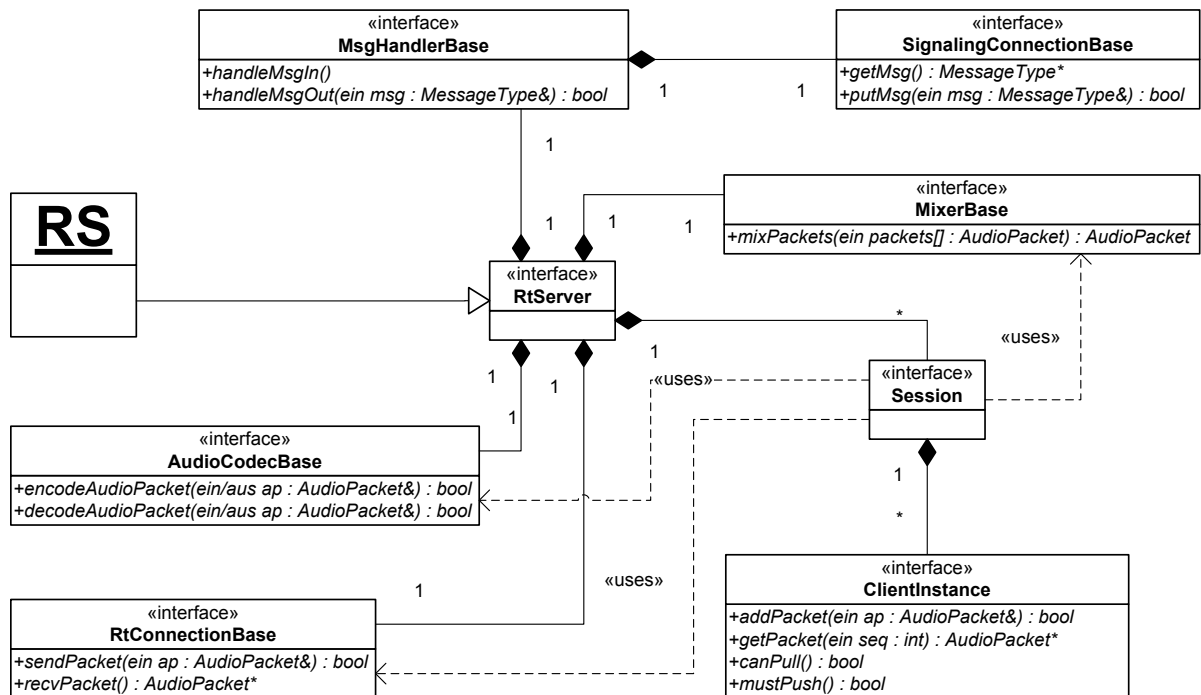 «interface»
MsgHandlerBase
+handleMsgIn()
+handleMsgOut(ein msg : MessageType&) : bool
«interface»
SignalingConnectionBase
+getMsg() : MessageType*
+putMsg(ein msg : MessageType&) : bool
1
1
1
1
1
1
«interface»
MixerBase
+mixPackets(ein packets[] : AudioPacket) : AudioPacket
RS
«interface»
RtServer
*
1
«uses»
«uses»
«interface»
Session
1
1
1
«interface»
AudioCodecBase
+encodeAudioPacket(ein/aus ap : AudioPacket&) : bool
+decodeAudioPacket(ein/aus ap : AudioPacket&) : bool
1
*
«uses»
1
«interface»
RtConnectionBase
+sendPacket(ein ap : AudioPacket&) : bool
+recvPacket() : AudioPacket*
«interface»
ClientInstance
+addPacket(ein ap : AudioPacket&) : bool
+getPacket(ein seq : int) : AudioPacket*
+canPull() : bool
+mustPush() : bool